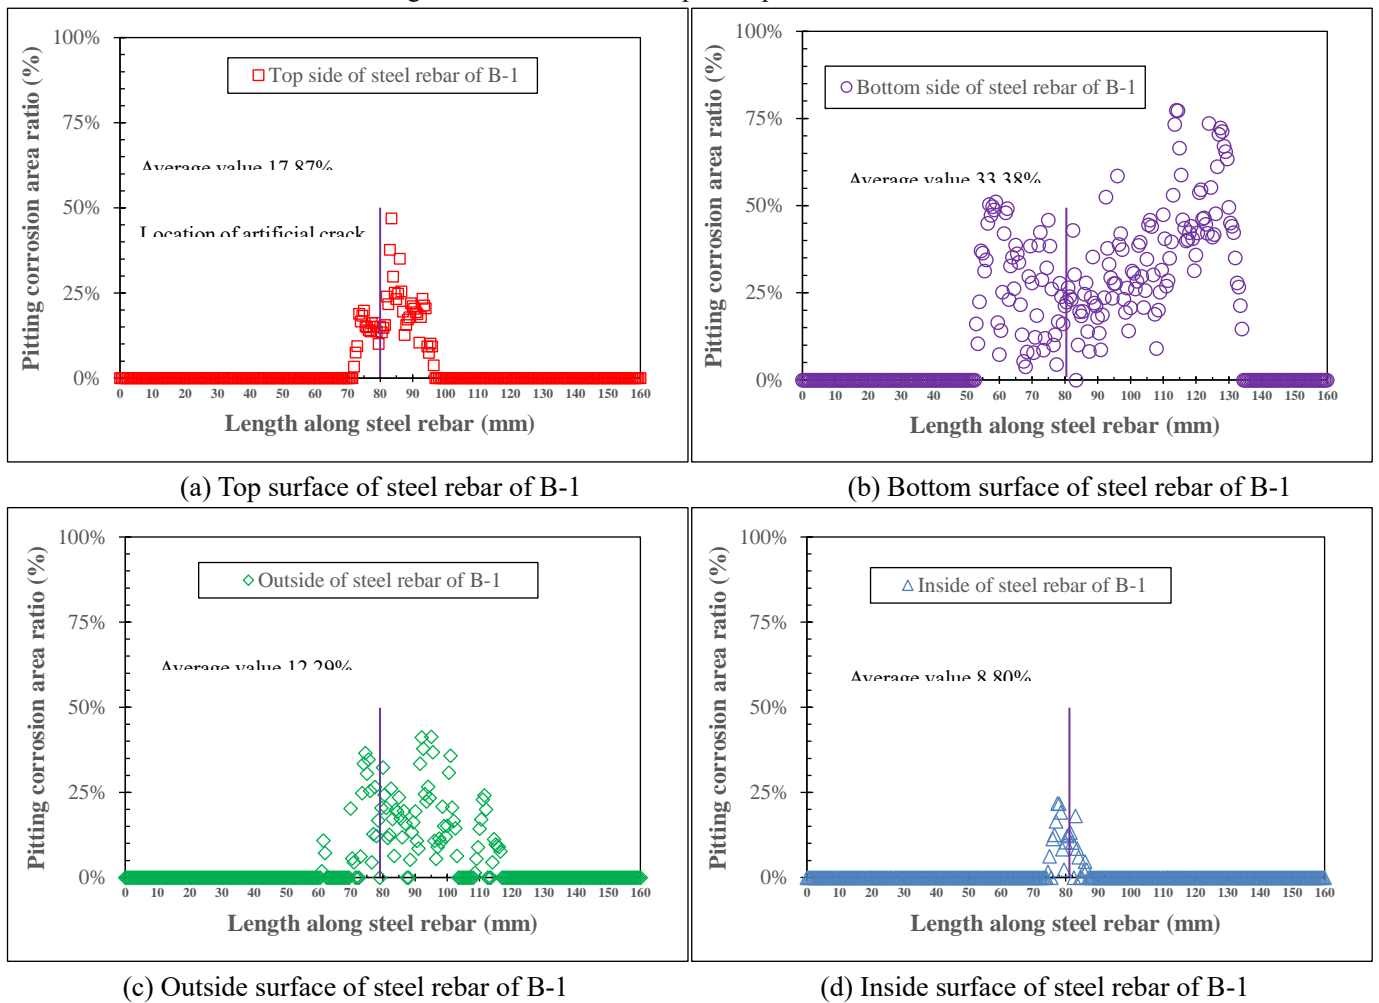 Pitting corrosion area ratio (%)
100%
75%
50%
25%
0%
Top side of steel rebar of B-1
Average value 17.87%
Location of artificial crack
0 10 20 30 40 50 60 70 80 90 100 110 120 130 140 150 160
Length along steel rebar (mm)
(a) Top surface of steel rebar of B-1
Pitting corrosion area ratio (%)
100%
75%
50%
25%
0%
Bottom side of steel rebar of B-1
Average value 33.38%
0 10 20 30 40 50 60 70 80 90 100 110 120 130 140 150 160
Length along steel rebar (mm)
(b) Bottom surface of steel rebar of B-1
Pitting corrosion area ratio (%)
100%
75%
50%
25%
0%
Outside of steel rebar of B-1
Average value 12.29%
0 10 20 30 40 50 60 70 80 90 100 110 120 130 140 150 160
Length along steel rebar (mm)
(c) Outside surface of steel rebar of B-1
Pitting corrosion area ratio (%)
100%
75%
50%
25%
0%
Inside of steel rebar of B-1
Average value 8.80%
0 10 20 30 40 50 60 70 80 90 100 110 120 130 140 150 160
Length along steel rebar (mm)
(d) Inside surface of steel rebar of B-1